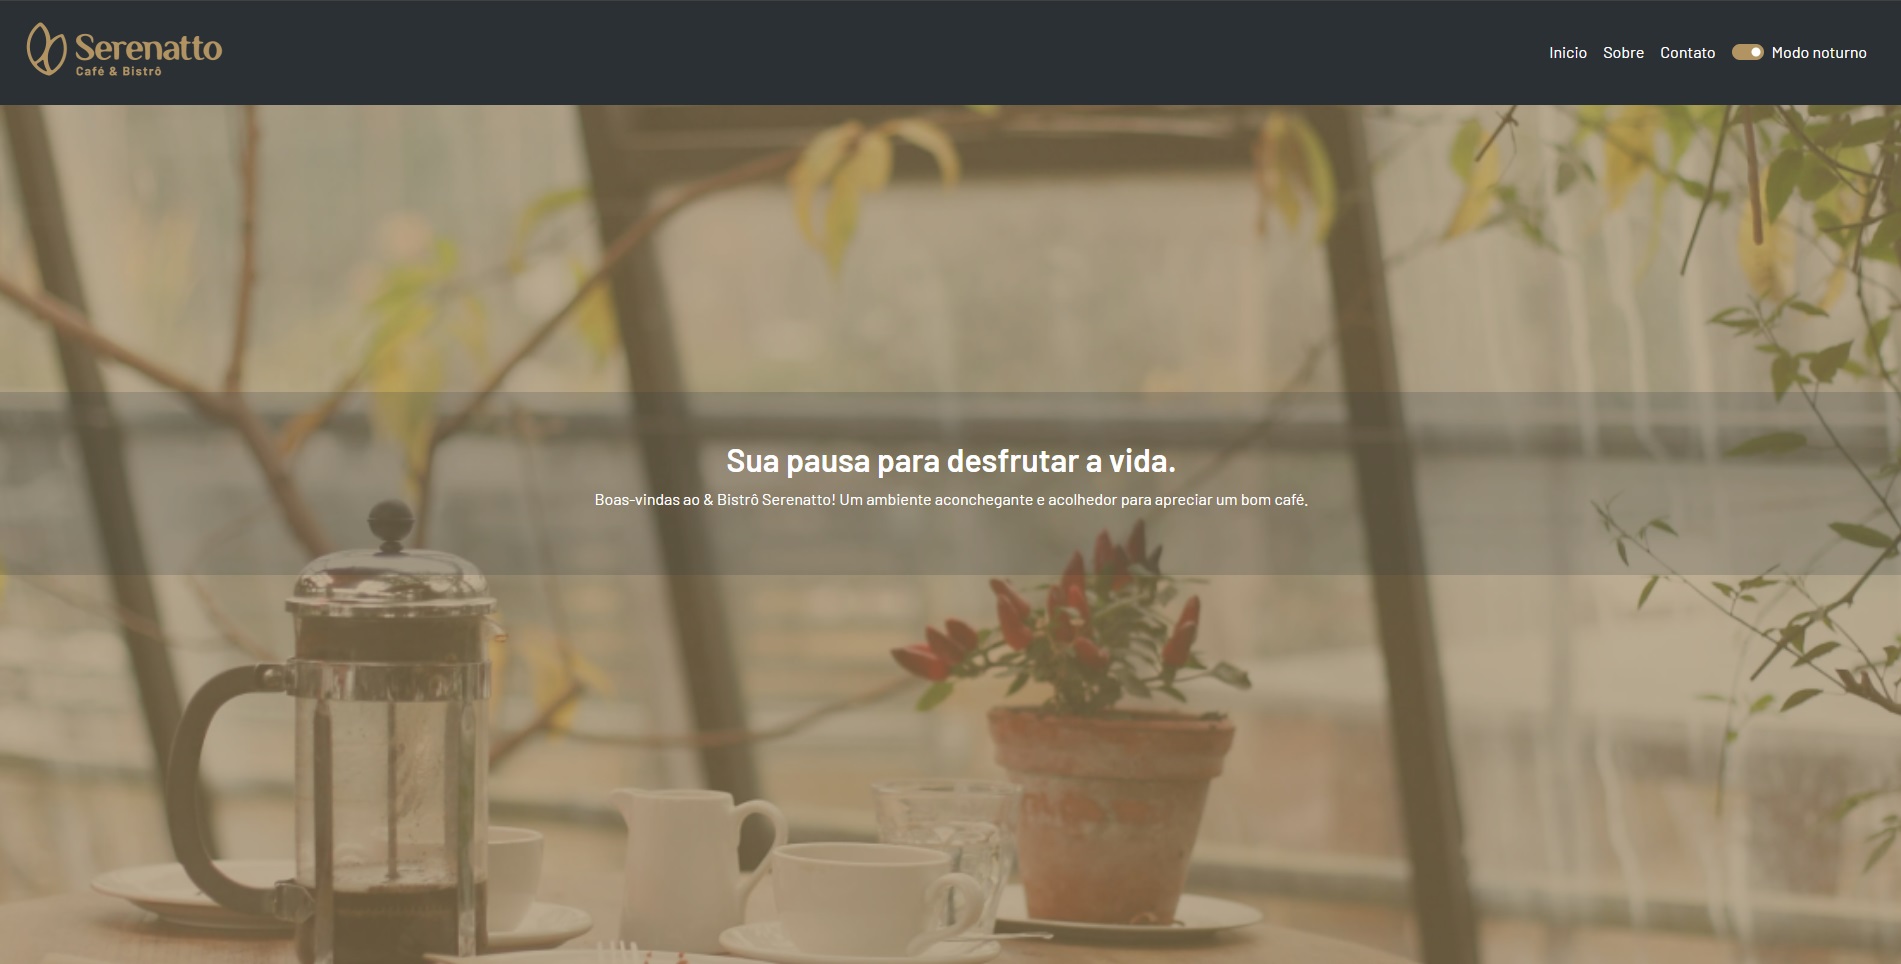 Serenatto
Café & Bistrô
Inicio Sobre Contato Modo noturno
Sua pausa para desfrutar a vida.
Boas-vindas ao & Bistrô Serenatto! Um ambiente aconchegante e acolhedor para apreciar um bom café.